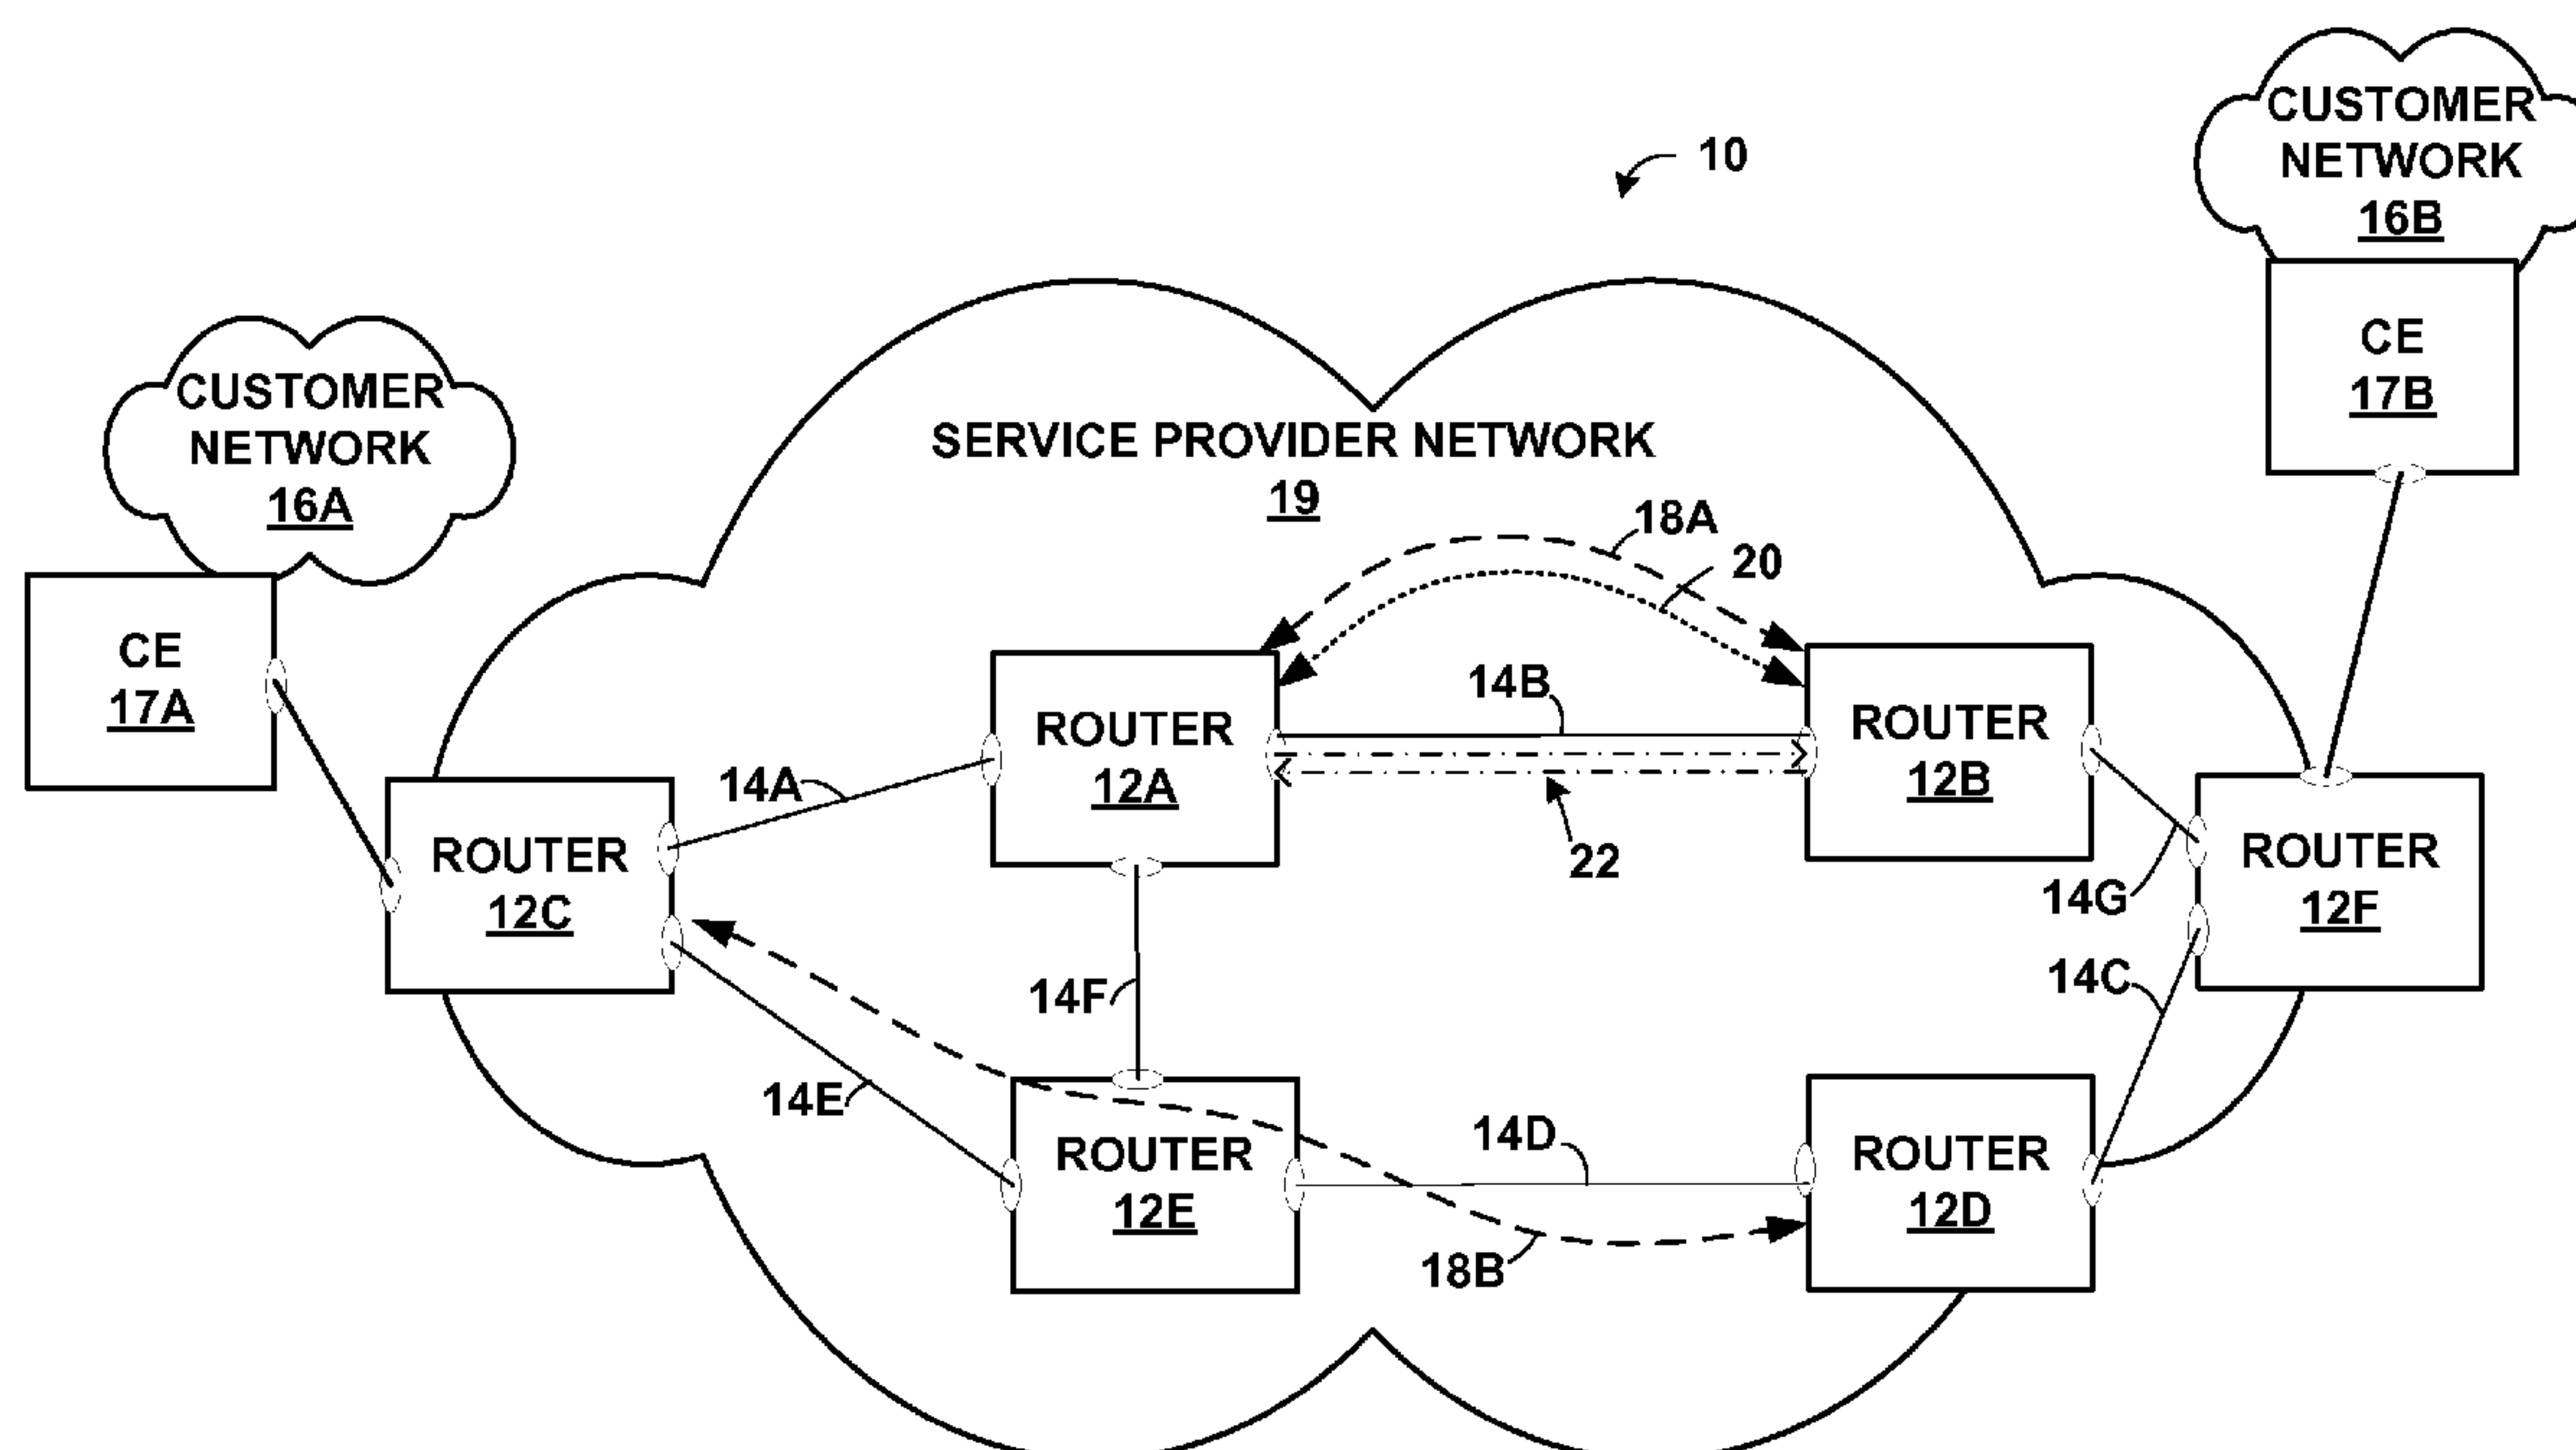 10
CUSTOMER
NETWORK
16B
CE
17B
CUSTOMER
NETWORK
16A
CE
17A
SERVICE PROVIDER NETWORK
19
18A
20
14B
22
ROUTER
12A
ROUTER
12B
14A
ROUTER
12C
14G
ROUTER
12F
14F
14C
14E
ROUTER
12E
14D
18B
ROUTER
12D